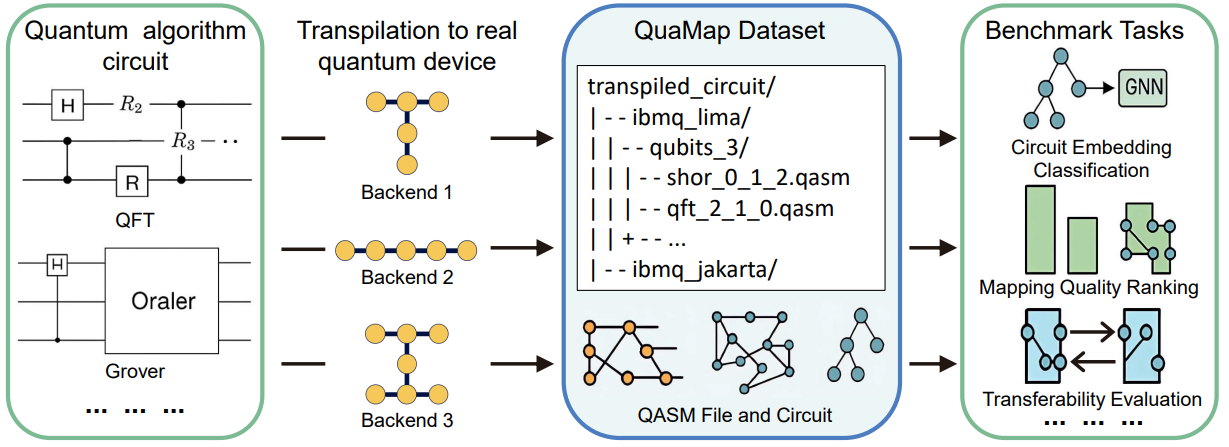 Quantum algorithm
circuit
H
R2
R3
R
QFT
H
Oraler
Grover
... ... ...
Transpilation to real
quantum device
Backend 1
Backend 2
Backend 3
QuaMap Dataset
transpiled_circuit/
| - - ibmq_lima/
| | - - qubits_3/
| | | - - shor_0_1_2.qasm
| | | - - qft_2_1_0.qasm
| | + - - ...
| - - ibmq_jakarta/
QASM File and Circuit
Benchmark Tasks
GNN
Circuit Embedding
Classification
Mapping Quality Ranking
Transferability Evaluation
... ... ...